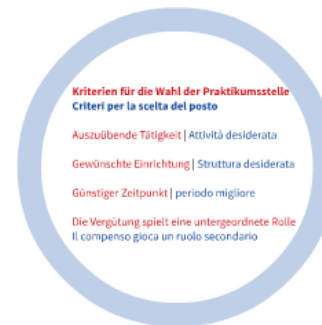 Kriterien für die Wahl der Praktikumsstelle
Criteri per la scelta del posto
Auszuübende Tätigkeit | Attività desiderata
Gewünschte Einrichtung | Struttura desiderata
Günstiger Zeitpunkt | periodo migliore
Die Vergütung spielt eine untergeordnete Rolle
Il compenso gioca un ruolo secondario